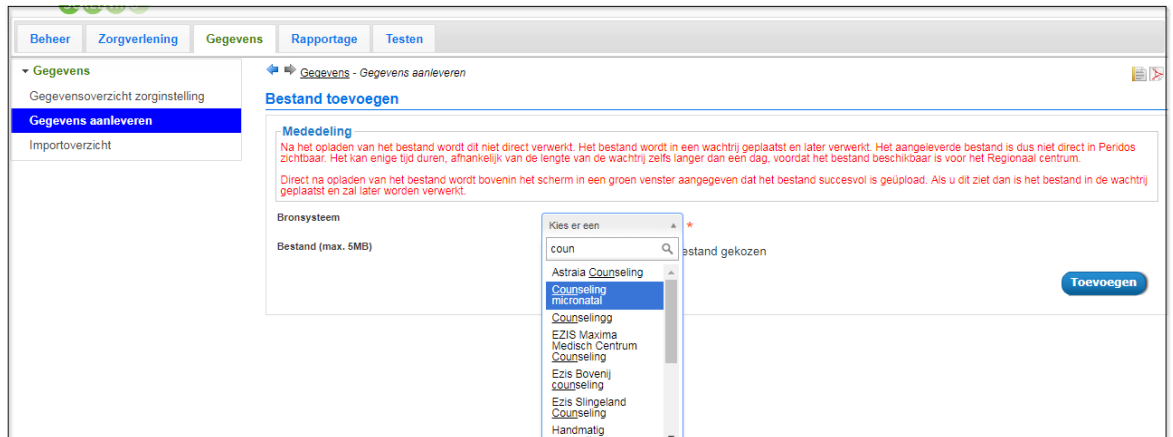 Beheer Zorgverlening Gegevens Rapportage Testen
Gegevens
Gegevensoverzicht zorginstelling
Gegevens aanleveren
Importoverzicht
Gegevens - Gegevens aanleveren
Bestand toevoegen
Mededeling
Na het opladen van het bestand wordt dit niet direct verwerkt. Het bestand wordt in een wachtrij geplaatst en later verwerkt. Het aangeleverde bestand is dus niet direct in Peridos
zichtbaar. Het kan enige tijd duren, afhankelijk van de lengte van de wachtrij zelfs langer dan een dag, voordat het bestand beschikbaar is voor het Regionaal centrum.
Direct na opladen van het bestand wordt bovenin het scherm in een groen venster aangegeven dat het bestand succesvol is geüpload. Als u dit ziet dan is het bestand in de wachtrij
geplaatst en zal later worden verwerkt.
Bronsysteem
Kies er een *
Bestand (max. 5MB)
coun
estand gekozen
Astraia Counseling
Counseling
micronatal
Counselingg
EZIS Maxima
Medisch Centrum
Counseling
Ezis Bovenij
counseling
Ezis Slingeland
Counseling
Handmatig
Toevoegen